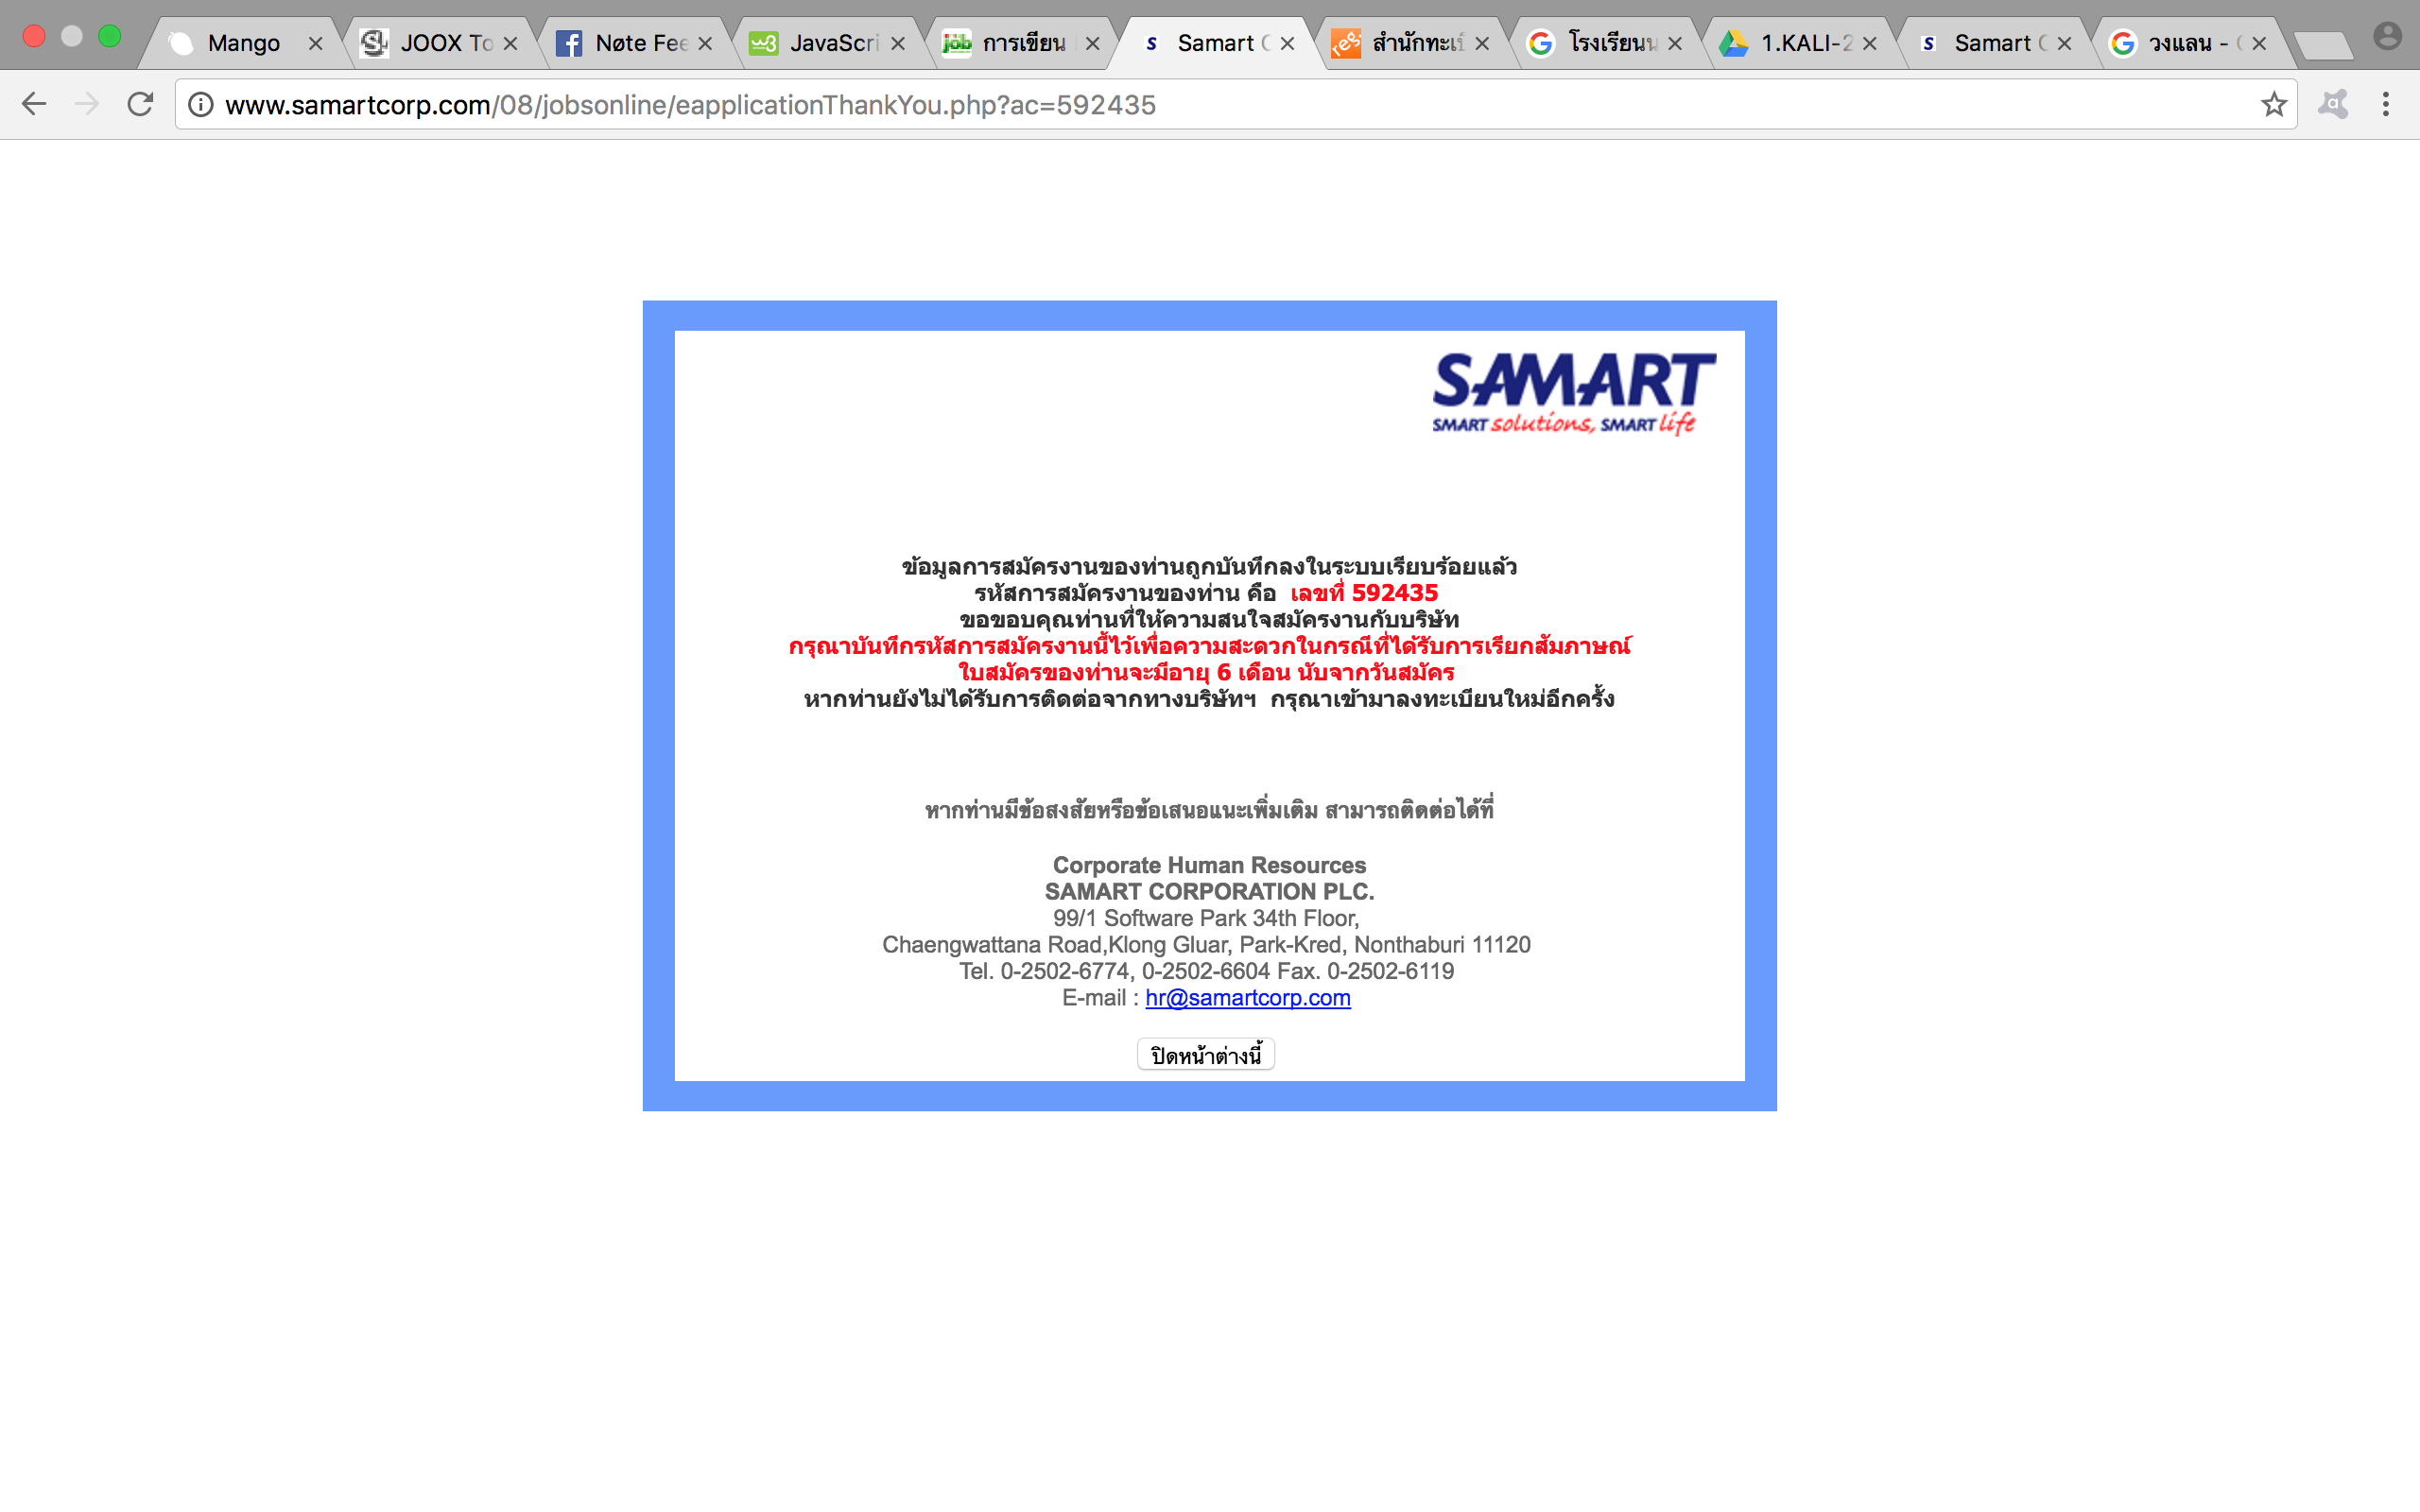 Mango
JOOX To
Nøte Fee
JavaScri
การเขียน
Samart C
สำนักทะเบี
โรงเรียนน
1.KALI-2
Samart C
วงแลน - G
www.samartcorp.com/08/jobsonline/eapplicationThankYou.php?ac=592435
SAMART
SMART solutions, SMART life
ข้อมูลการสมัครงานของท่านถูกบันทึกลงในระบบเรียบร้อยแล้ว
รหัสการสมัครงานของท่าน คือ เลขที่ 592435
ขอขอบคุณท่านที่ให้ความสนใจสมัครงานกับบริษัท
กรุณาบันทึกรหัสการสมัครงานนี้ไว้เพื่อความสะดวกในกรณีที่ได้รับการเรียกสัมภาษณ์
ใบสมัครของท่านจะมีอายุ 6 เดือน นับจากวันสมัคร
หากท่านยังไม่ได้รับการติดต่อจากทางบริษัทฯ กรุณาเข้ามาลงทะเบียนใหม่อีกครั้ง
หากท่านมีข้อสงสัยหรือข้อเสนอแนะเพิ่มเติม สามารถติดต่อได้ที่
Corporate Human Resources
SAMART CORPORATION PLC.
99/1 Software Park 34th Floor,
Chaengwattana Road,Klong Gluar, Park-Kred, Nonthaburi 11120
Tel. 0-2502-6774, 0-2502-6604 Fax. 0-2502-6119
E-mail : hr@samartcorp.com
ปิดหน้าต่างนี้